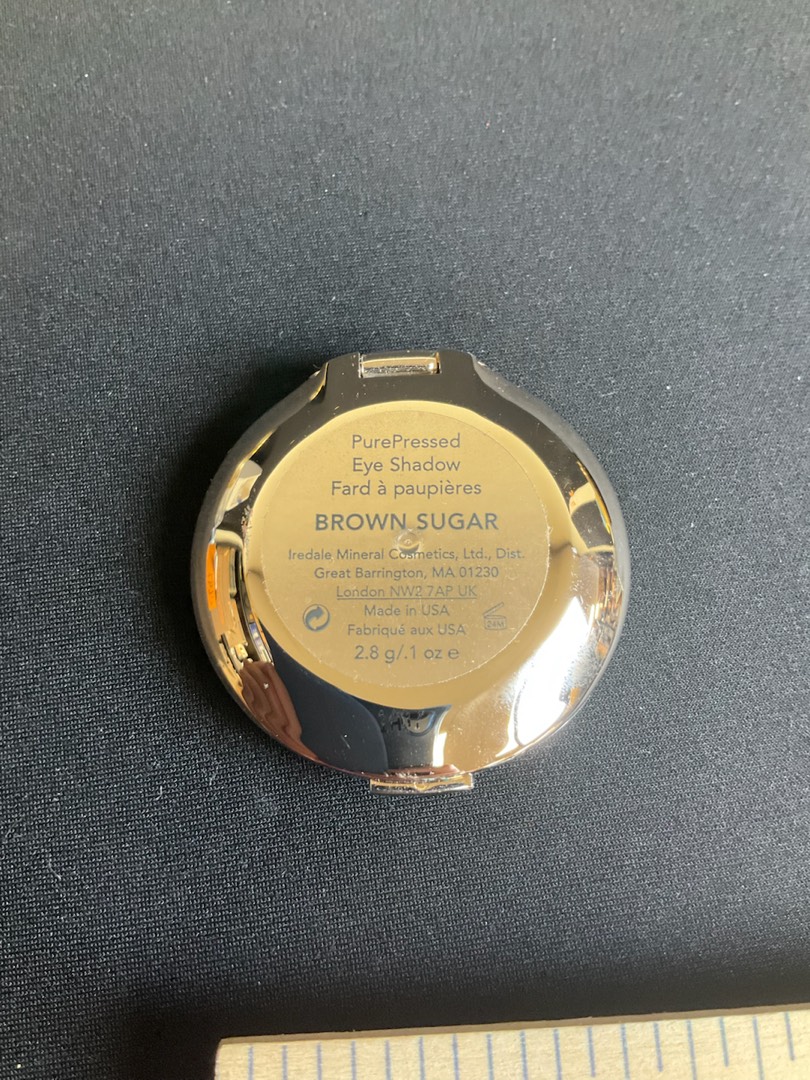 PurePressed
Eye Shadow
Fard à paupières
BROWN SUGAR
Iredale Mineral Cosmetics, Ltd., Dist.
Great Barrington, MA 01230
London NW2 7AP UK
Made in USA
Fabriqué aux USA
24M
2.8 g/.1 oz e